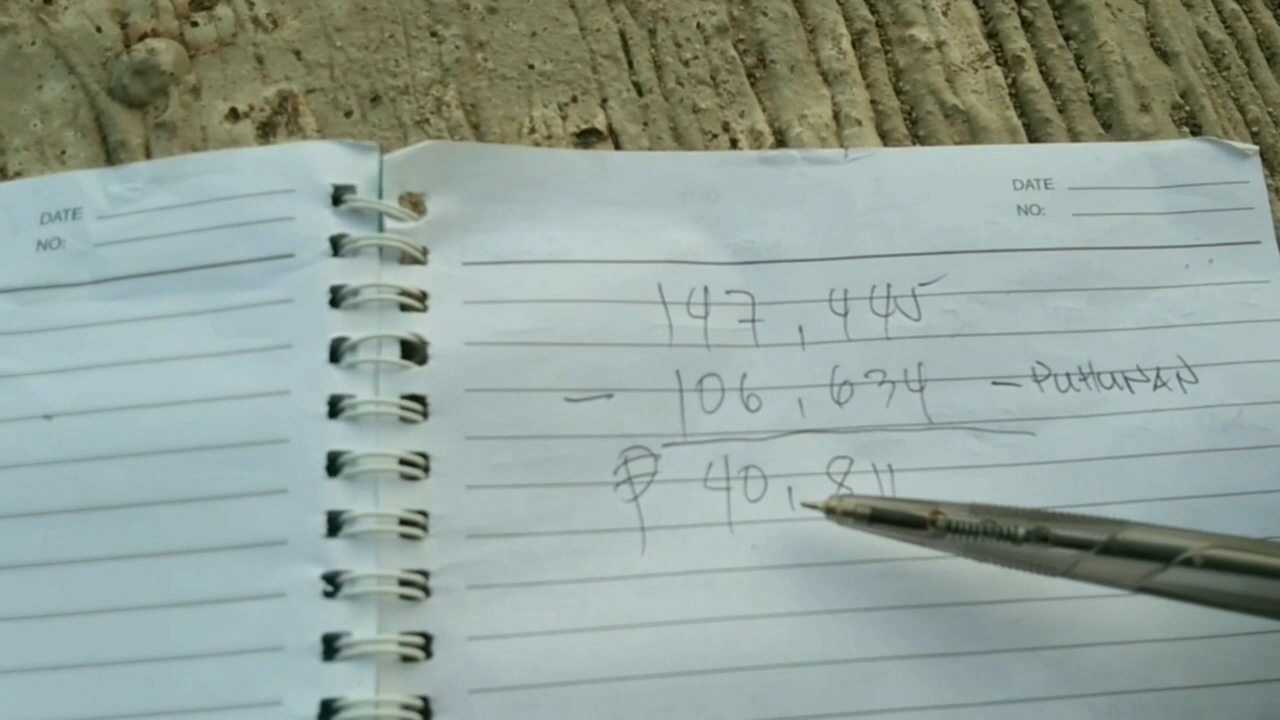 DATE
NO:
DATE
NO:
147,445
- 106,634 - PUHUNAN
₱ 40,811